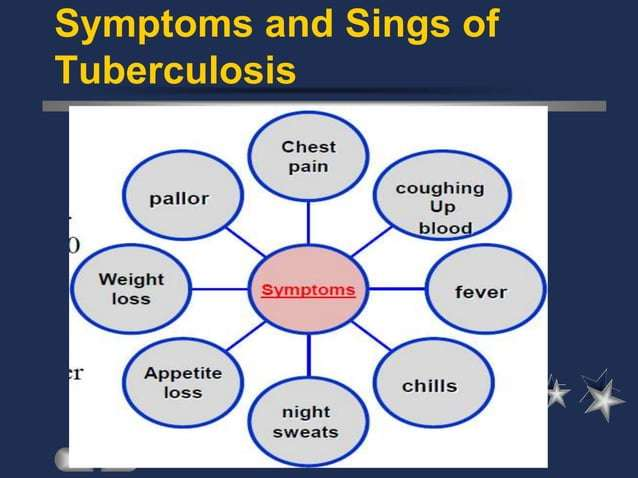 Symptoms and Sings of
Tuberculosis
Chest
pain
coughing
Up
blood
fever
chills
night
sweats
Appetite
loss
Weight
loss
pallor
Symptoms